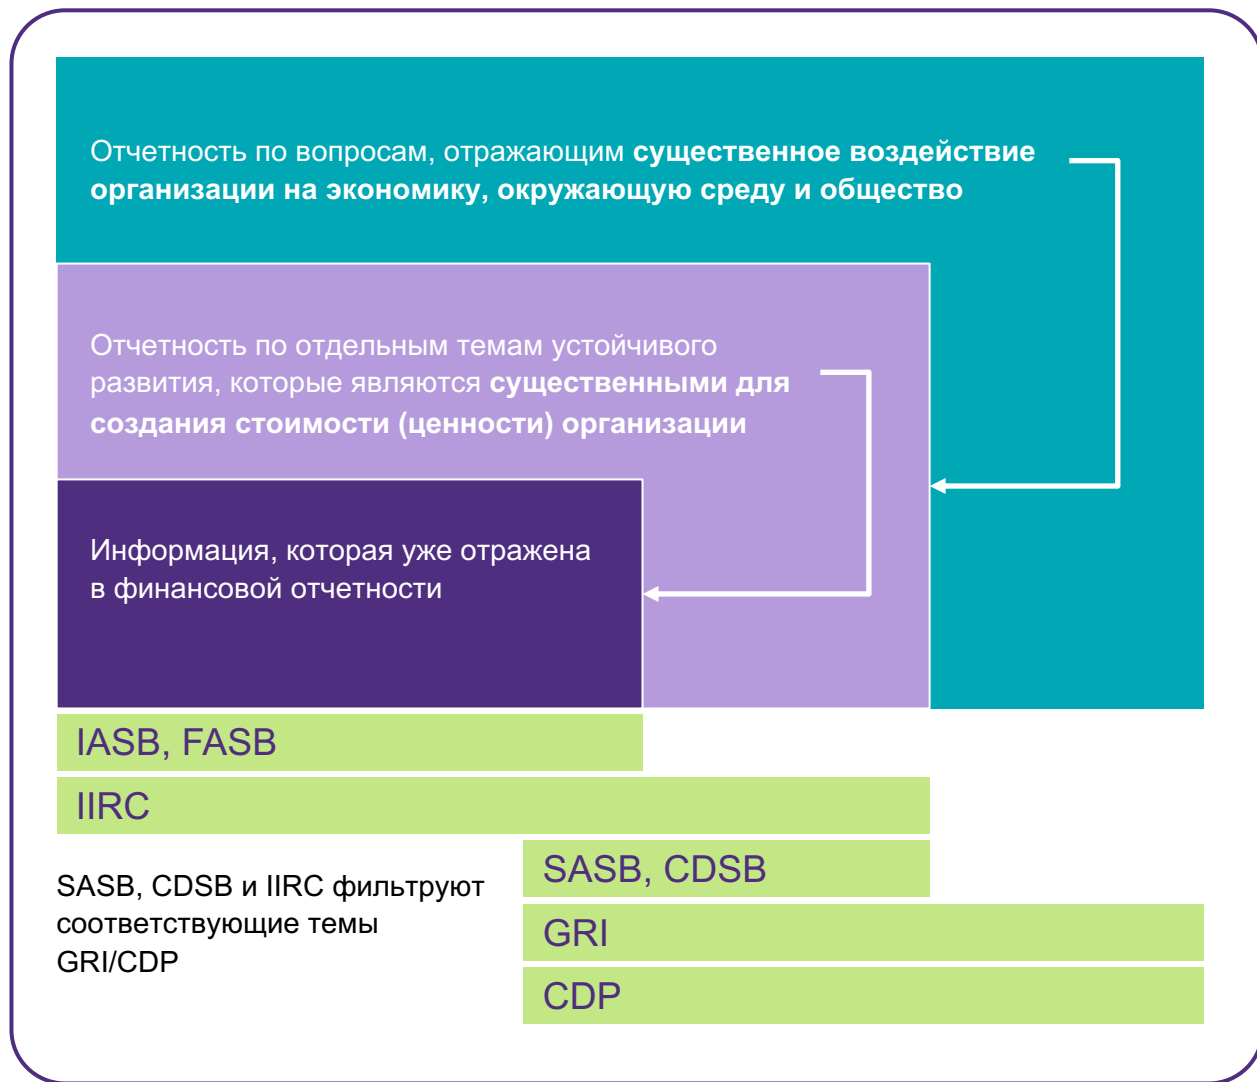 Отчетность по вопросам, отражающим существенное воздействие
организации на экономику, окружающую среду и общество
Отчетность по отдельным темам устойчивого
развития, которые являются существенными для
создания стоимости (ценности) организации
Информация, которая уже отражена
в финансовой отчетности
IASB, FASB
IIRC
SASB, CDSB и IIRC фильтруют
соответствующие темы
GRI/CDP
SASB, CDSB
GRI
CDP